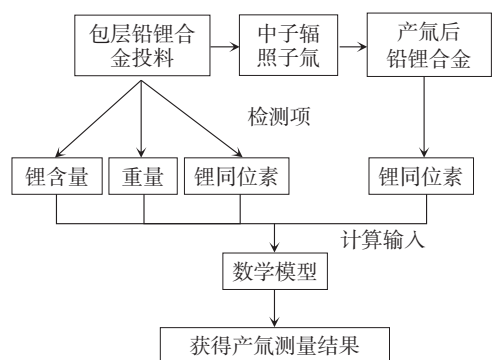 包层铅锂合
金投料
中子辐
照子氚
产氚后
铅锂合金
检测项
锂含量
重量
锂同位素
锂同位素
计算输入
数学模型
获得产氚测量结果